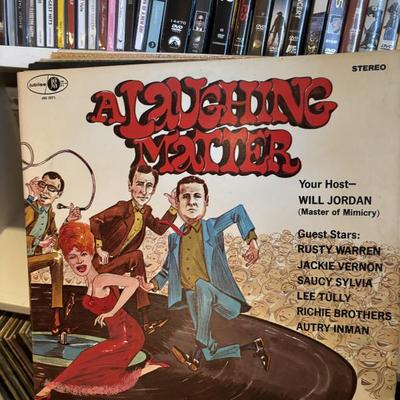 jubilee
STEREO
A LAUGHING
MATTER
Your Host—
WILL JORDAN
(Master of Mimicry)
Guest Stars:
RUSTY WARREN
JACKIE VERNON
SAUCY SYLVIA
LEE TULLY
RICHIE BROTHERS
AUTRY INMAN